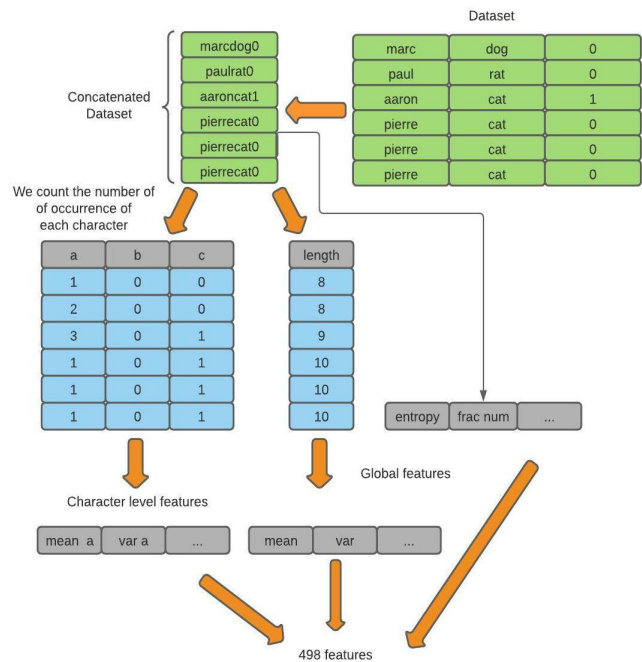 Dataset
marc dog 0
paul rat 0
aaron cat 1
pierre cat 0
pierre cat 0
pierre cat 0
Concatenated
Dataset
marcdog0
paulrat0
aaroncat1
pierrecat0
pierrecat0
pierrecat0
We count the number of
of occurrence of
each character
a b c
1 0 0
2 0 0
3 0 1
1 0 1
1 0 1
1 0 1
length
8
8
9
10
10
10
entropy frac num ...
Character level features
mean a var a ...
Global features
mean var ...
498 features